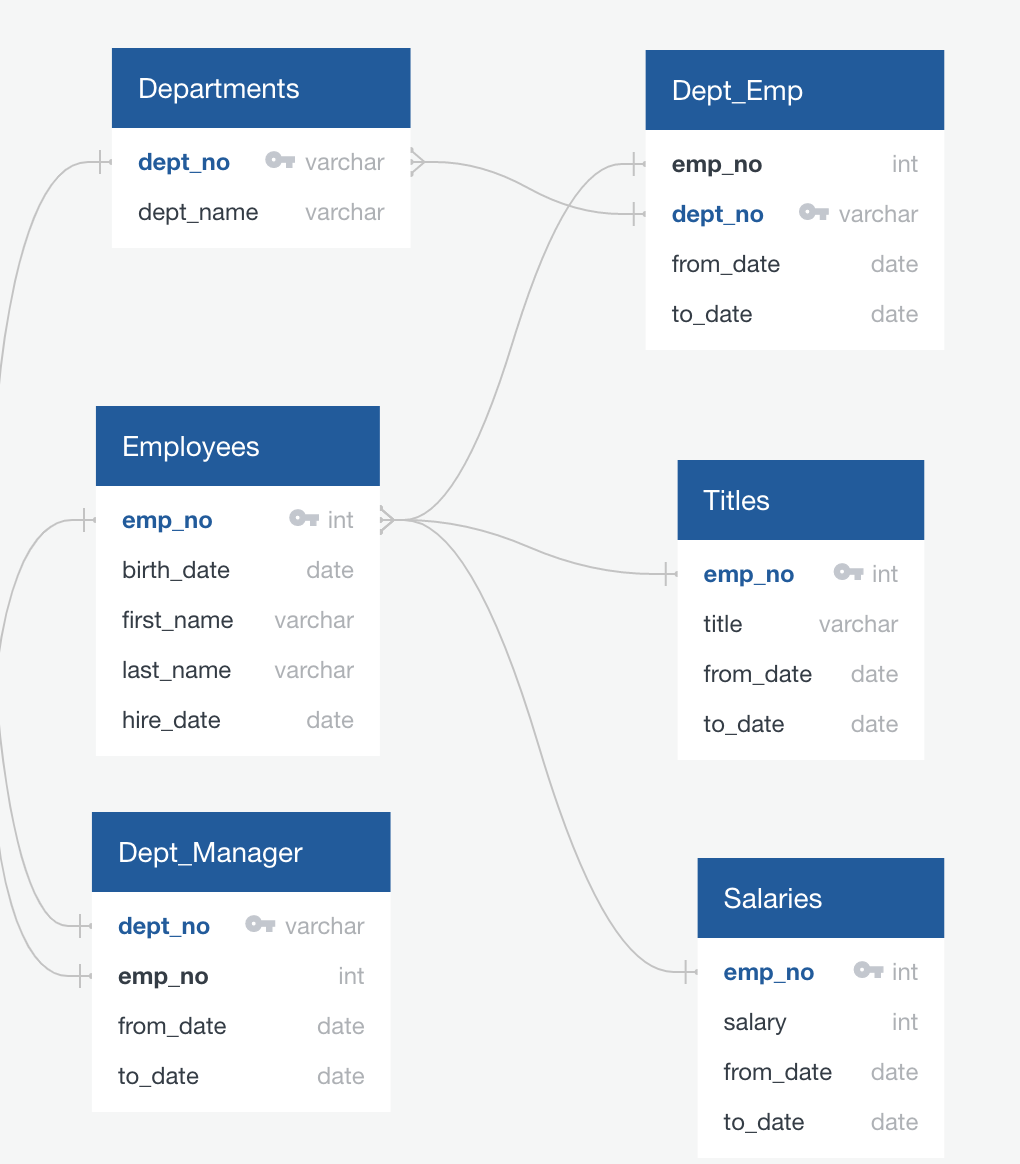 Departments
dept_no varchar
dept_name varchar
Dept_Emp
emp_no int
dept_no varchar
from_date date
to_date date
Employees
emp_no int
birth_date date
first_name varchar
last_name varchar
hire_date date
Titles
emp_no int
title varchar
from_date date
to_date date
Dept_Manager
dept_no varchar
emp_no int
from_date date
to_date date
Salaries
emp_no int
salary int
from_date date
to_date date